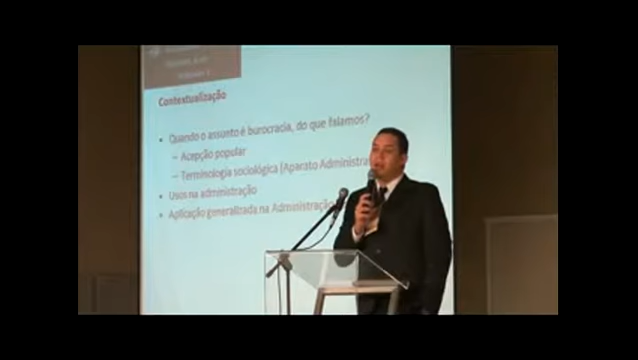 Contextualização
• Quando o assunto é burocracia, do que falamos?
– Acepção popular
– Terminologia sociológica (Aparato Administrat
• Usos na administração
• Aplicação generalizada na Administração